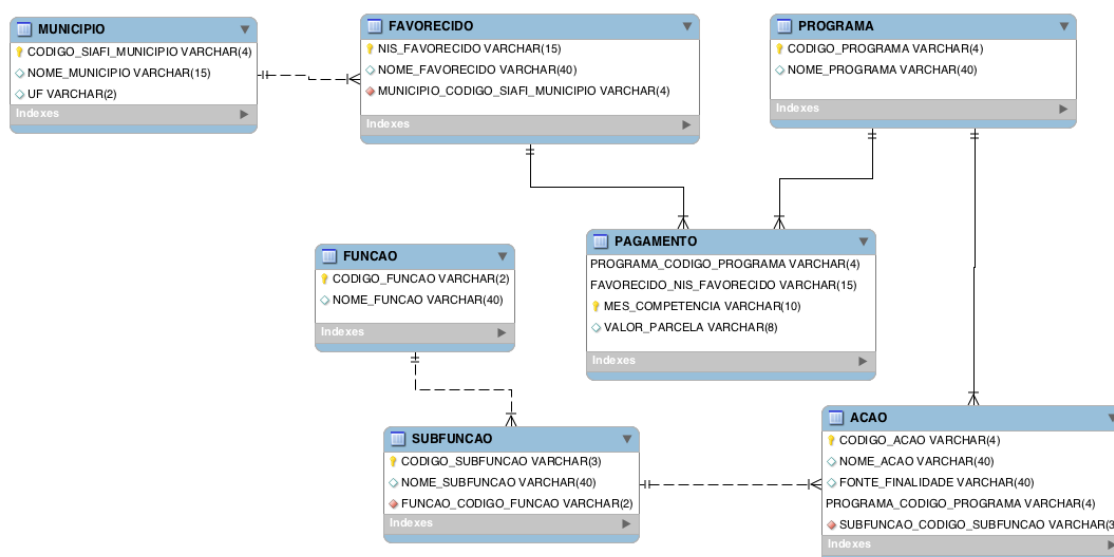 MUNICIPIO
CODIGO_SIAFI_MUNICIPIO VARCHAR(4)
NOME_MUNICIPIO VARCHAR(15)
UF VARCHAR(2)
Indexes
FAVORECIDO
NIS_FAVORECIDO VARCHAR(15)
NOME_FAVORECIDO VARCHAR(40)
MUNICIPIO_CODIGO_SIAFI_MUNICIPIO VARCHAR(4)
Indexes
PROGRAMA
CODIGO_PROGRAMA VARCHAR(4)
NOME_PROGRAMA VARCHAR(40)
Indexes
FUNCAO
CODIGO_FUNCAO VARCHAR(2)
NOME_FUNCAO VARCHAR(40)
Indexes
PAGAMENTO
PROGRAMA_CODIGO_PROGRAMA VARCHAR(4)
FAVORECIDO_NIS_FAVORECIDO VARCHAR(15)
MES_COMPETENCIA VARCHAR(10)
VALOR_PARCELA VARCHAR(8)
Indexes
SUBFUNCAO
CODIGO_SUBFUNCAO VARCHAR(3)
NOME_SUBFUNCAO VARCHAR(40)
FUNCAO_CODIGO_FUNCAO VARCHAR(2)
Indexes
ACAO
CODIGO_ACAO VARCHAR(4)
NOME_ACAO VARCHAR(40)
FONTE_FINALIDADE VARCHAR(40)
PROGRAMA_CODIGO_PROGRAMA VARCHAR(4)
SUBFUNCAO_CODIGO_SUBFUNCAO VARCHAR(3
Indexes